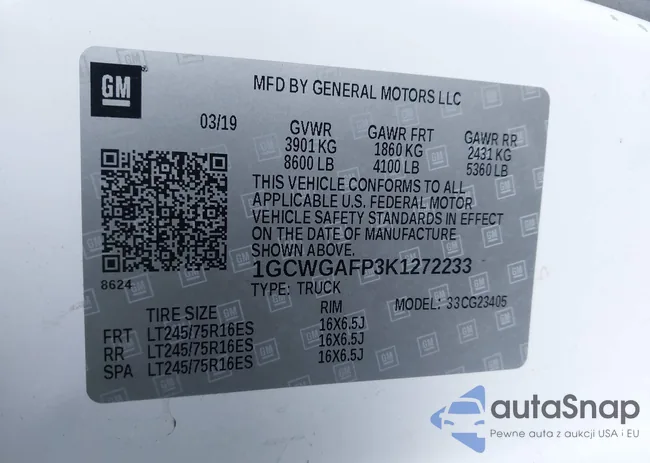 GM
MFD BY GENERAL MOTORS LLC
03/19
GVWR GAWR FRT GAWR RR
3901 KG 1860 KG 2431 KG
8600 LB 4100 LB 5360 LB
THIS VEHICLE CONFORMS TO ALL
APPLICABLE U.S. FEDERAL MOTOR
VEHICLE SAFETY STANDARDS IN EFFECT
ON THE DATE OF MANUFACTURE
SHOWN ABOVE.
8624
1GCWGAFP3K1272233
TYPE: TRUCK MODEL: 33CG23405
TIRE SIZE RIM
FRT LT245/75R16ES 16X6.5J
RR LT245/75R16ES 16X6.5J
SPA LT245/75R16ES 16X6.5J
autaSnap
Pewne auta z aukcji USA i EU